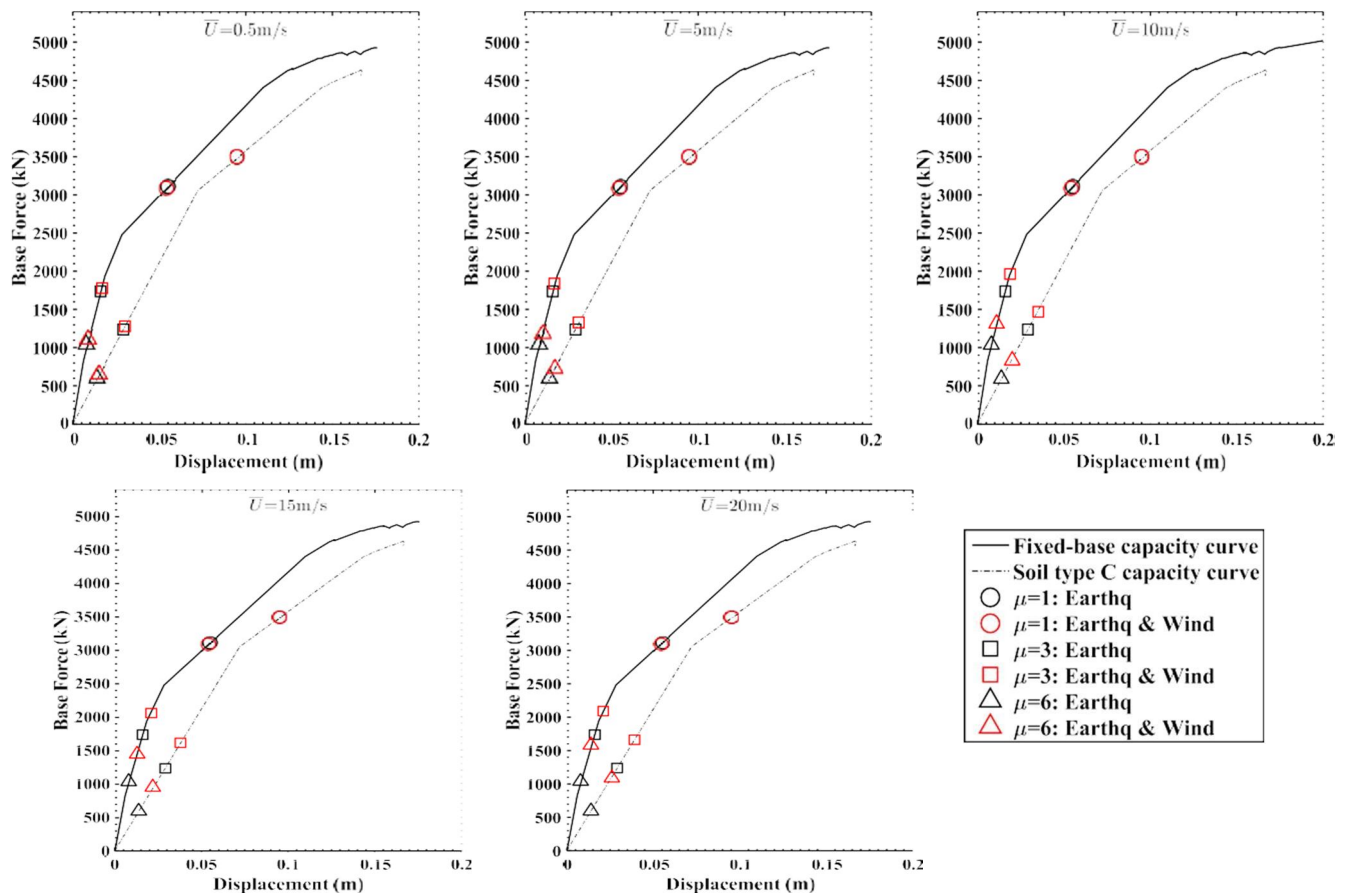 U̅=0.5m/s
5000
4500
4000
3500
3000
2500
2000
1500
1000
500
0
Base Force (kN)
0 0.05 0.1 0.15 0.2
Displacement (m)
U̅=5m/s
5000
4500
4000
3500
3000
2500
2000
1500
1000
500
0
Base Force (kN)
0 0.05 0.1 0.15 0.2
Displacement (m)
U̅=10m/s
5000
4500
4000
3500
3000
2500
2000
1500
1000
500
0
Base Force (kN)
0 0.05 0.1 0.15 0.2
Displacement (m)
U̅=15m/s
5000
4500
4000
3500
3000
2500
2000
1500
1000
500
0
Base Force (kN)
0 0.05 0.1 0.15 0.2
Displacement (m)
U̅=20m/s
5000
4500
4000
3500
3000
2500
2000
1500
1000
500
0
Base Force (kN)
0 0.05 0.1 0.15 0.2
Displacement (m)
Fixed-base capacity curve
Soil type C capacity curve
μ=1: Earthq
μ=1: Earthq & Wind
μ=3: Earthq
μ=3: Earthq & Wind
μ=6: Earthq
μ=6: Earthq & Wind